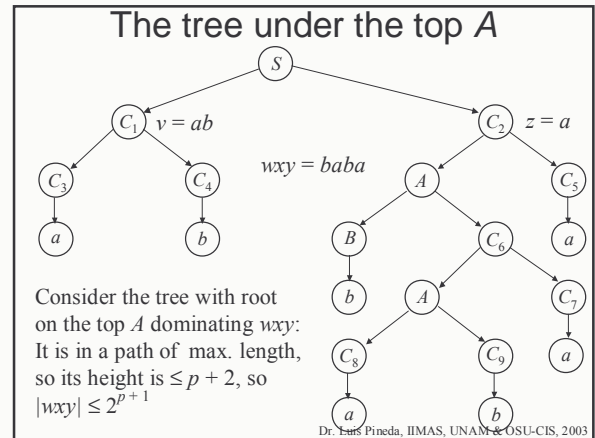 The tree under the top A
S
C1 v = ab C2 z = a
wxy = baba
C3 C4 A C5
a b B C6 a
b A C7
Consider the tree with root
on the top A dominating wxy:
It is in a path of max. length,
so its height is ≤ p + 2, so
|wxy| ≤ 2^{p + 1}
C8 C9 a
a b
Dr. Luis Pineda, IIMAS, UNAM & OSU-CIS, 2003